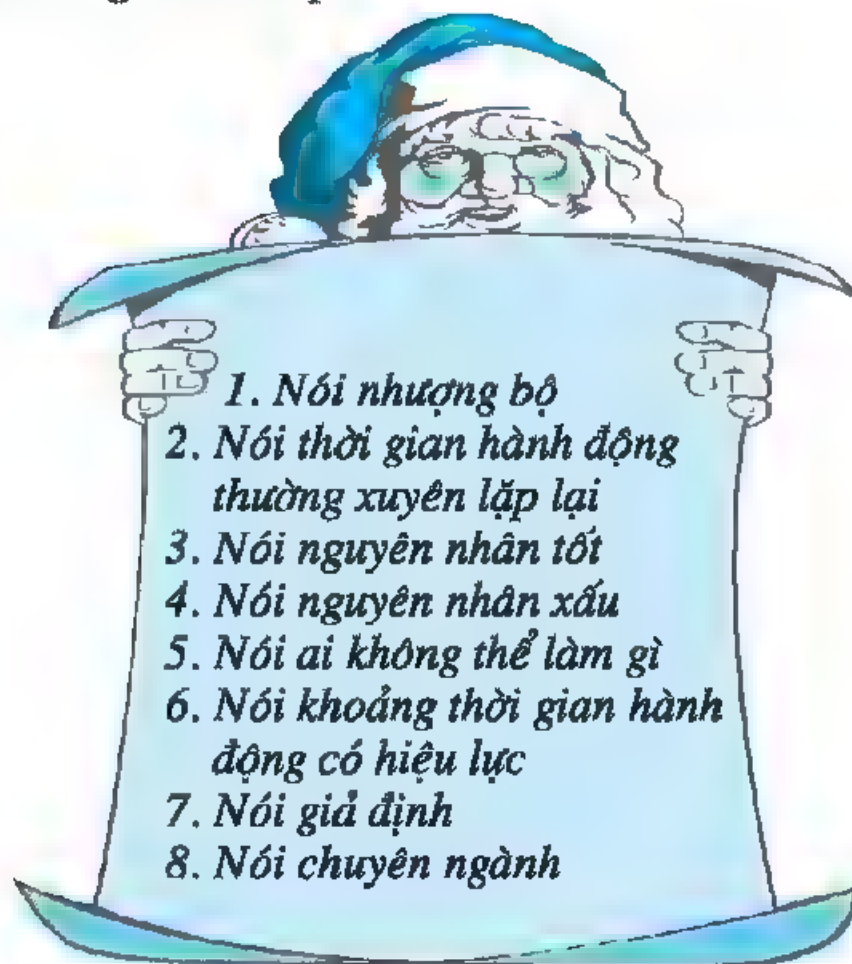 1. Nói nhượng bộ
2. Nói thời gian hành động
thường xuyên lặp lại
3. Nói nguyên nhân tốt
4. Nói nguyên nhân xấu
5. Nói ai không thể làm gì
6. Nói khoảng thời gian hành
động có hiệu lực
7. Nói giả định
8. Nói chuyên ngành